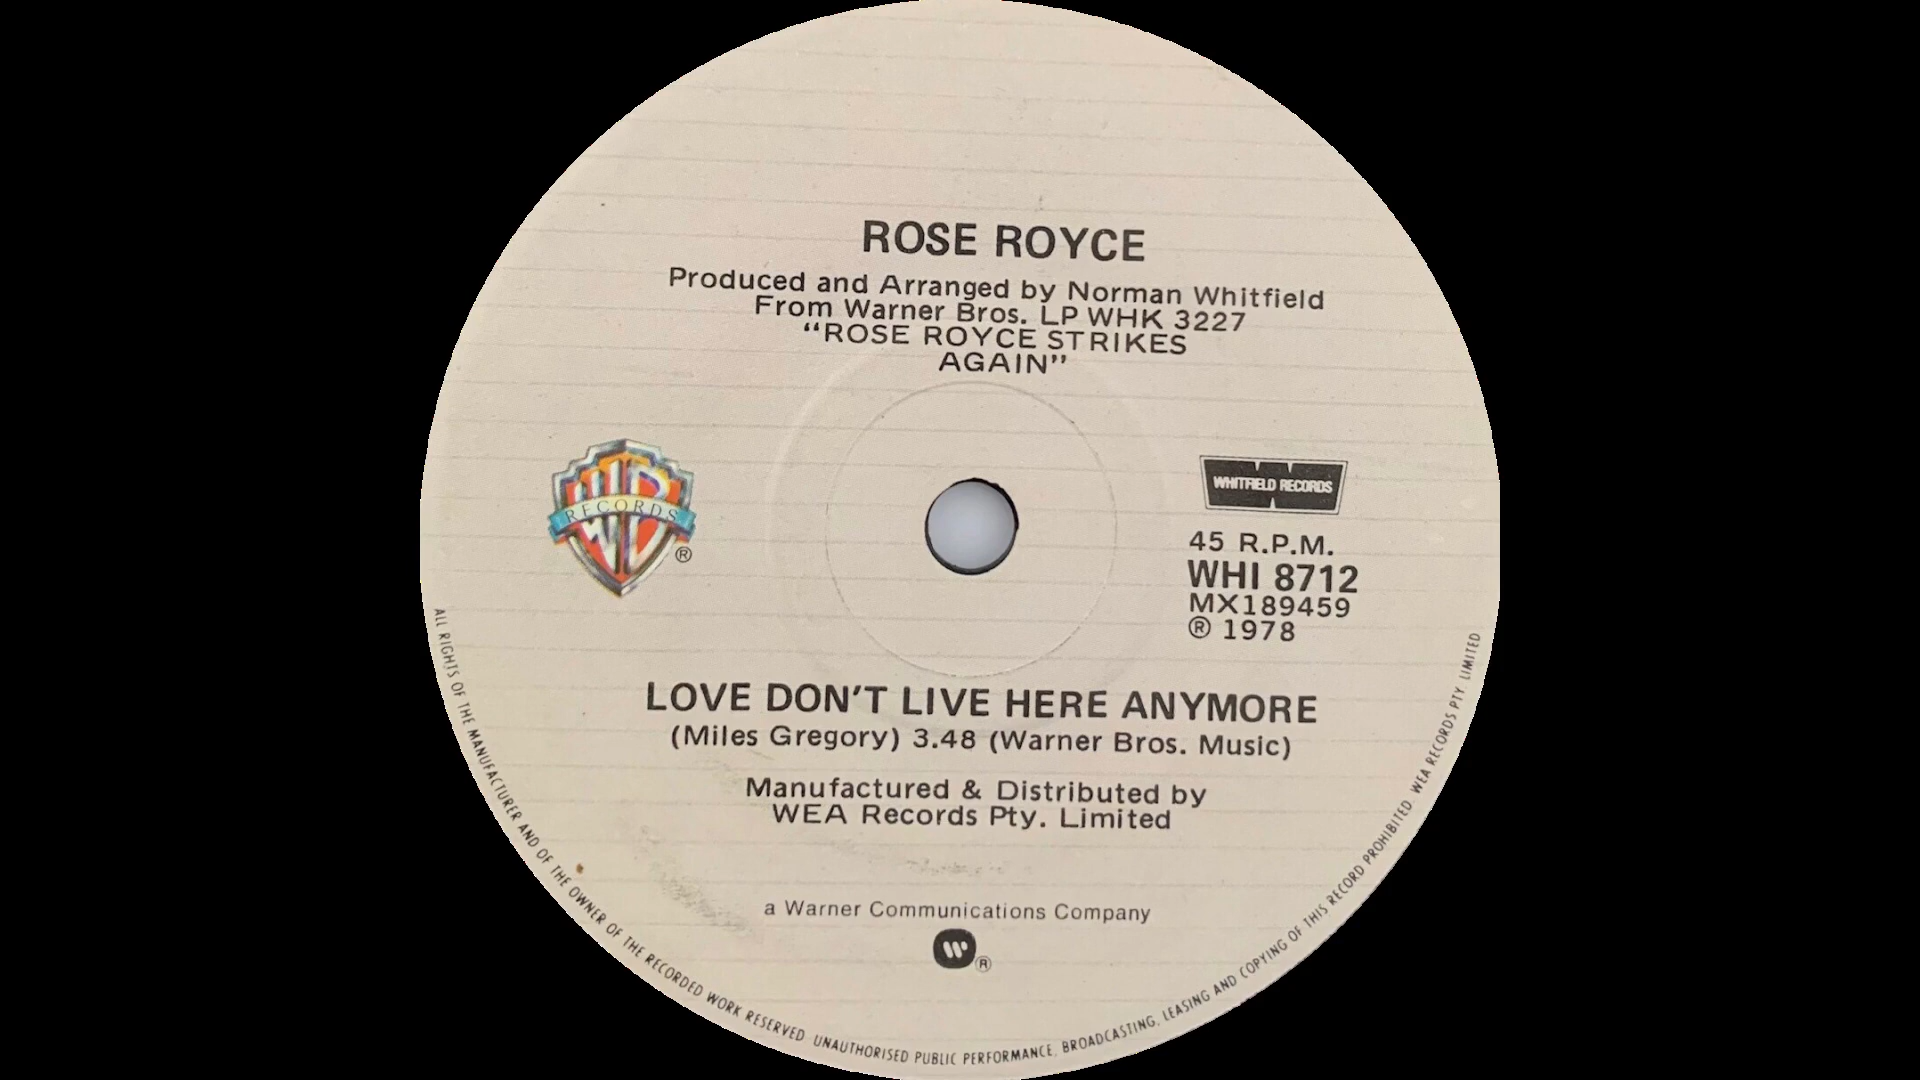 ROSE ROYCE
Produced and Arranged by Norman Whitfield
From Warner Bros. LP WHK 3227
“ROSE ROYCE STRIKES
AGAIN”
WB
RECORDS
®
WHITFIELD RECORDS
45 R.P.M.
WHI 8712
MX189459
® 1978
LOVE DON'T LIVE HERE ANYMORE
(Miles Gregory) 3.48 (Warner Bros. Music)
Manufactured & Distributed by
WEA Records Pty. Limited
a Warner Communications Company
W ®
ALL RIGHTS OF THE MANUFACTURER AND OF THE OWNER OF THE RECORDED WORK RESERVED UNAUTHORISED PUBLIC PERFORMANCE, BROADCASTING, LEASING AND COPYING OF THIS RECORD PROHIBITED WEA RECORDS PTY. LIMITED